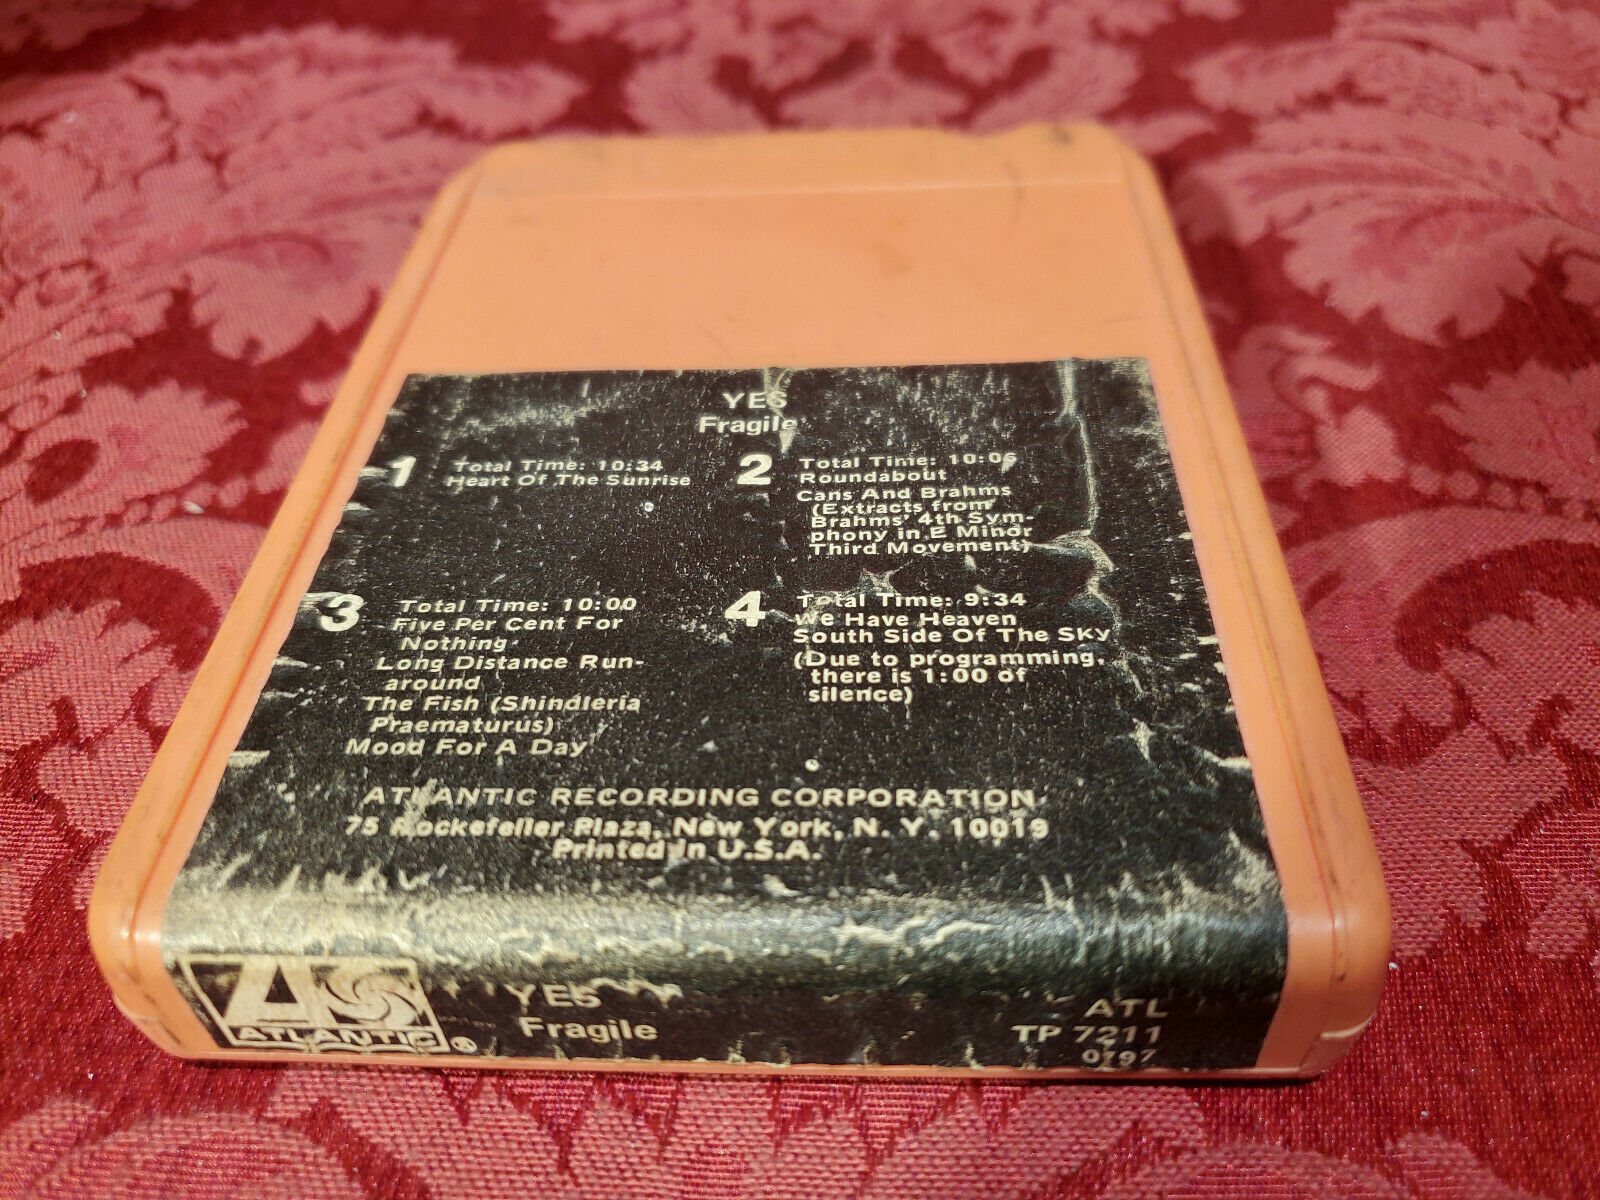 YES
Fragile
1 Total Time: 10:34
Heart Of The Sunrise
2 Total Time: 10:06
Roundabout
Cans And Brahms
(Extracts from
Brahms' 4th Sym-
phony in E Minor
Third Movement)
3 Total Time: 10:00
Five Per Cent For
Nothing
Long Distance Run-
around
The Fish (Shindleria
Praematurus)
Mood For A Day
4 Total Time: 9:34
We Have Heaven
South Side Of The Sky
(Due to programming,
there is 1:00 of
silence)
ATLANTIC RECORDING CORPORATION
75 Rockefeller Plaza, New York, N. Y. 10019
Printed in U.S.A.
ATLANTIC ®
YES
Fragile
ATL
TP 7211
0797